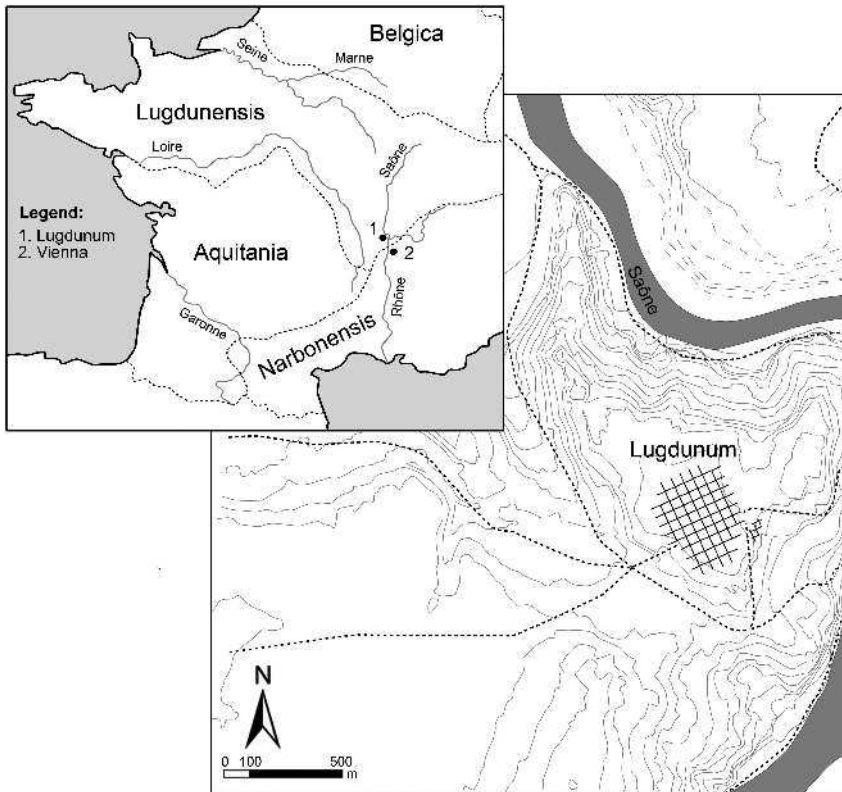 Belgica
Seine
Marne
Lugdunensis
Loire
Saône
Legend:
1. Lugdunum
2. Vienna
1
2
Aquitania
Rhône
Garonne
Narbonensis
Saône
Lugdunum
N
0 100 500
m